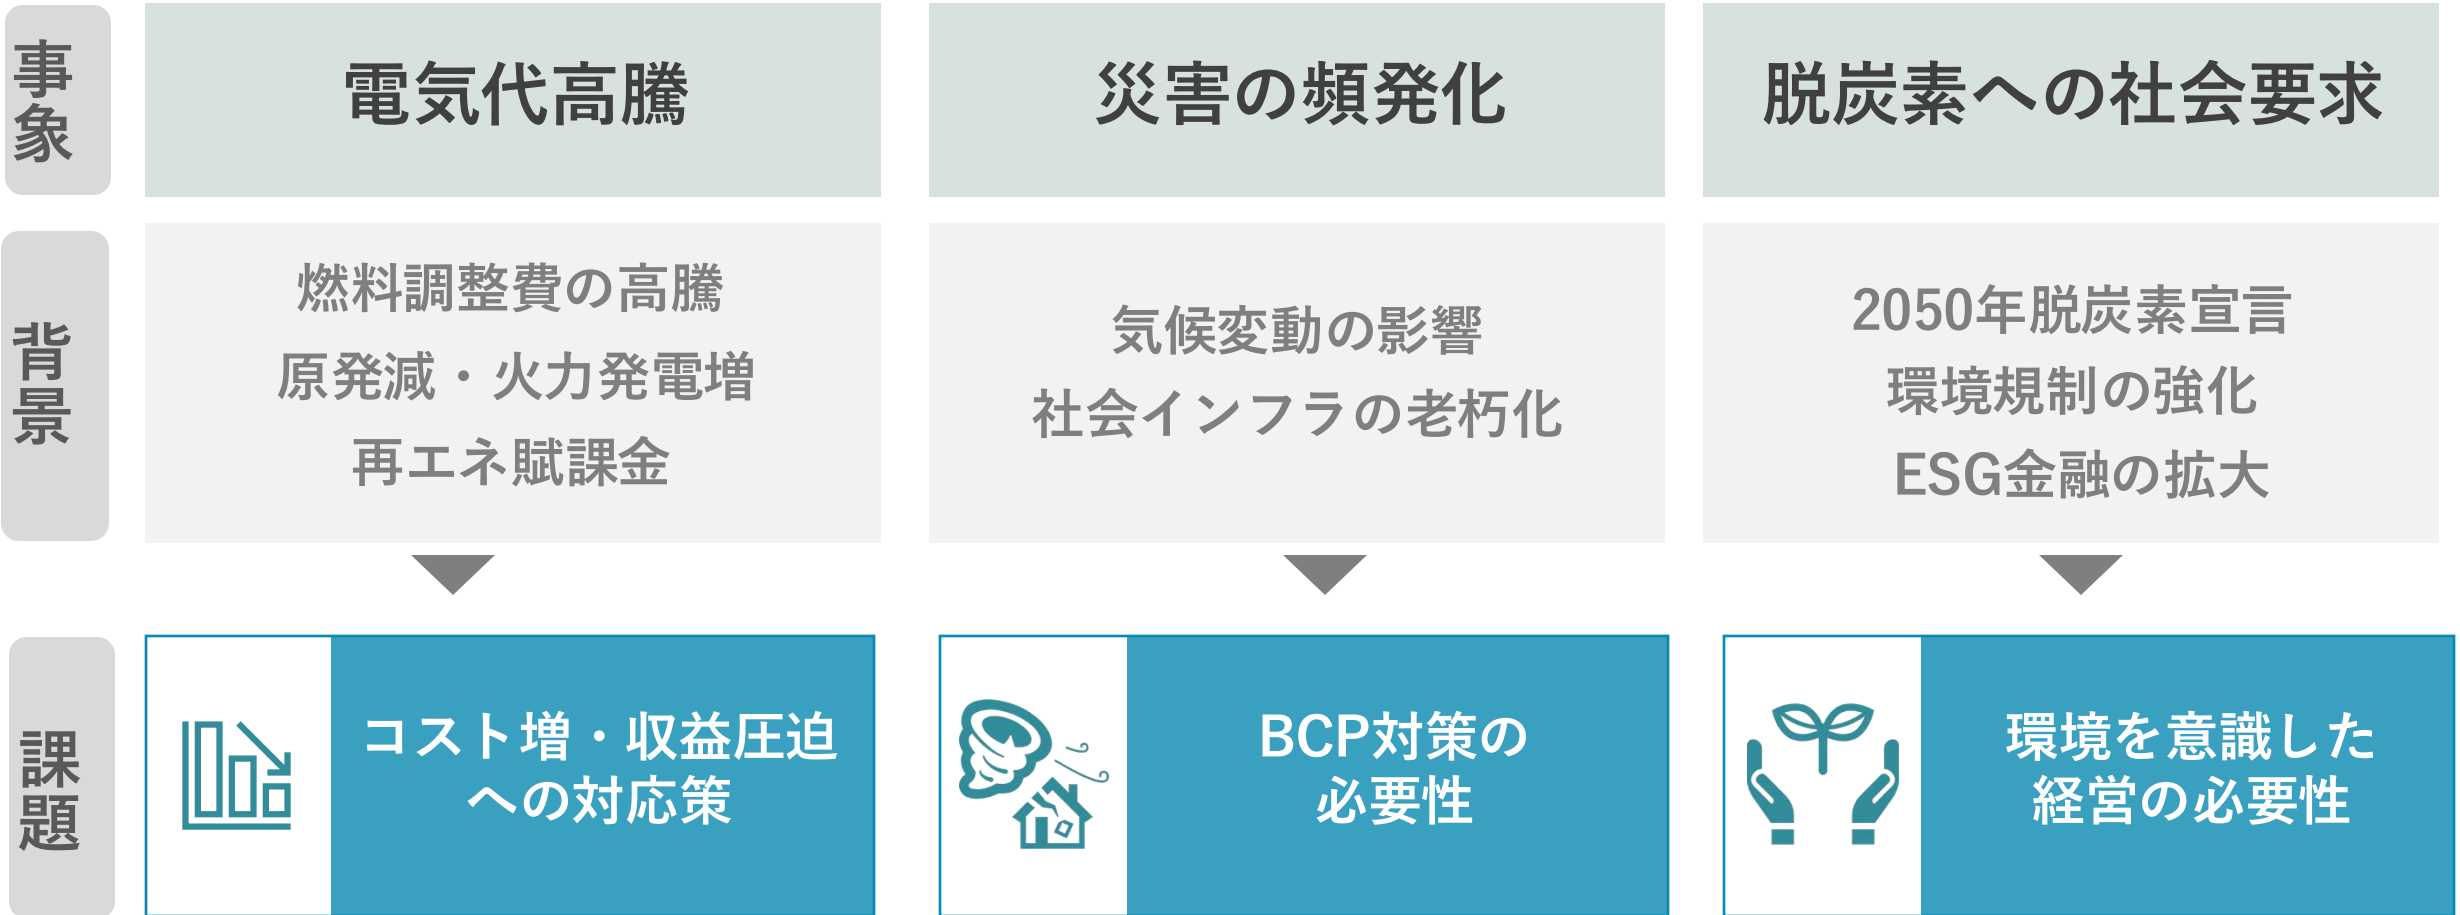 事象
電気代高騰
災害の頻発化
脱炭素への社会要求
背景
燃料調整費の高騰
原発減・火力発電増
再エネ賦課金
気候変動の影響
社会インフラの老朽化
2050年脱炭素宣言
環境規制の強化
ESG金融の拡大
課題
コスト増・収益圧迫
への対応策
BCP対策の
必要性
環境を意識した
経営の必要性